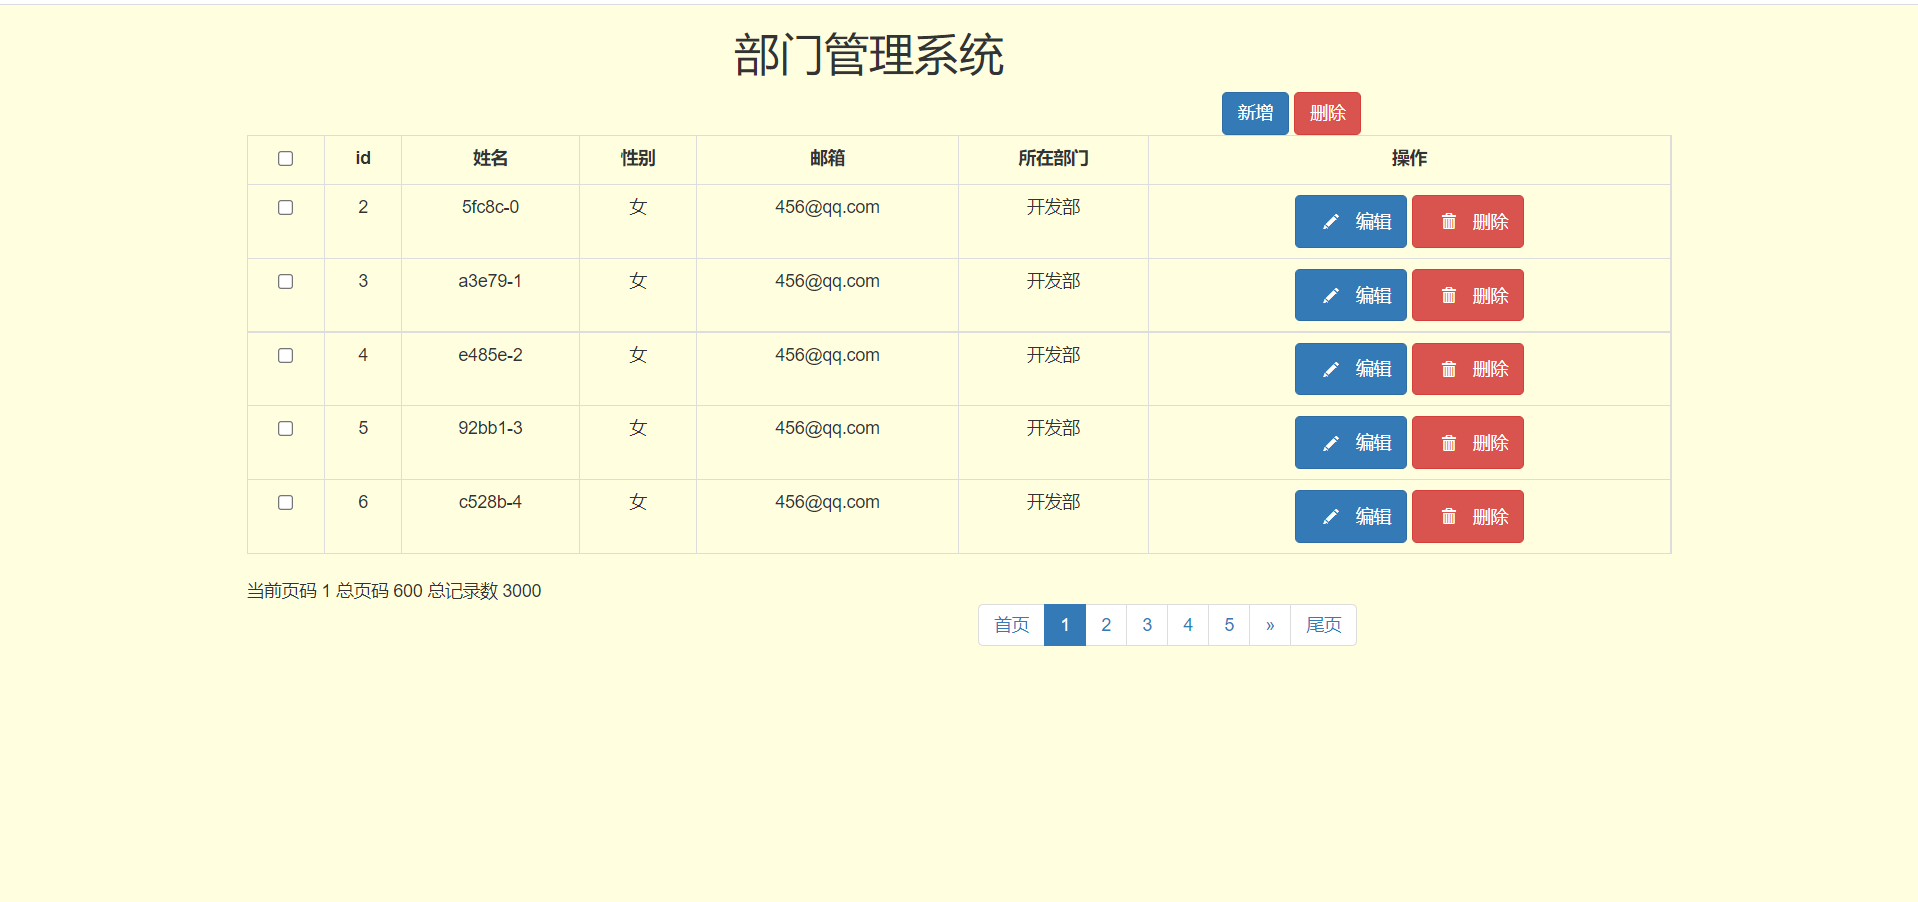 部门管理系统
新增 删除
id 姓名 性别 邮箱 所在部门 操作
2 5fc8c-0 女 456@qq.com 开发部 编辑 删除
3 a3e79-1 女 456@qq.com 开发部 编辑 删除
4 e485e-2 女 456@qq.com 开发部 编辑 删除
5 92bb1-3 女 456@qq.com 开发部 编辑 删除
6 c528b-4 女 456@qq.com 开发部 编辑 删除
当前页码 1 总页码 600 总记录数 3000
首页 1 2 3 4 5 » 尾页